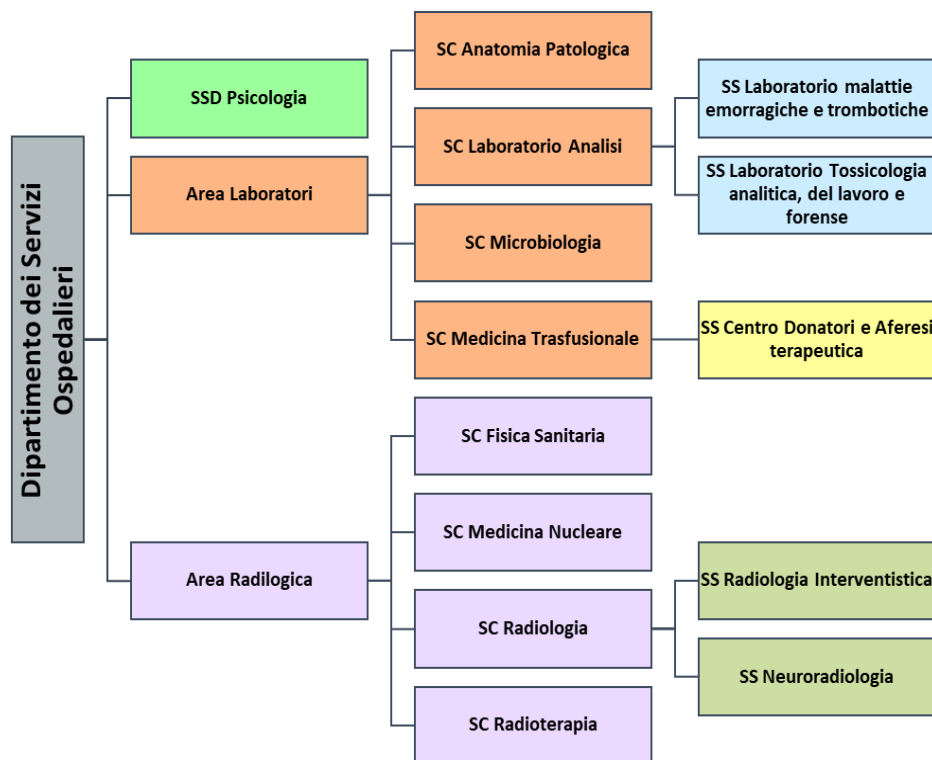 Dipartimento dei Servizi
Ospedalieri
SSD Psicologia
Area Laboratori
SC Anatomia Patologica
SC Laboratorio Analisi
SS Laboratorio malattie
emorragiche e trombotiche
SS Laboratorio Tossicologia
analitica, del lavoro e
forense
SC Microbiologia
SC Medicina Trasfusionale
SS Centro Donatori e Aferesi
terapeutica
Area Radilogica
SC Fisica Sanitaria
SC Medicina Nucleare
SC Radiologia
SS Radiologia Interventistica
SS Neuroradiologia
SC Radioterapia